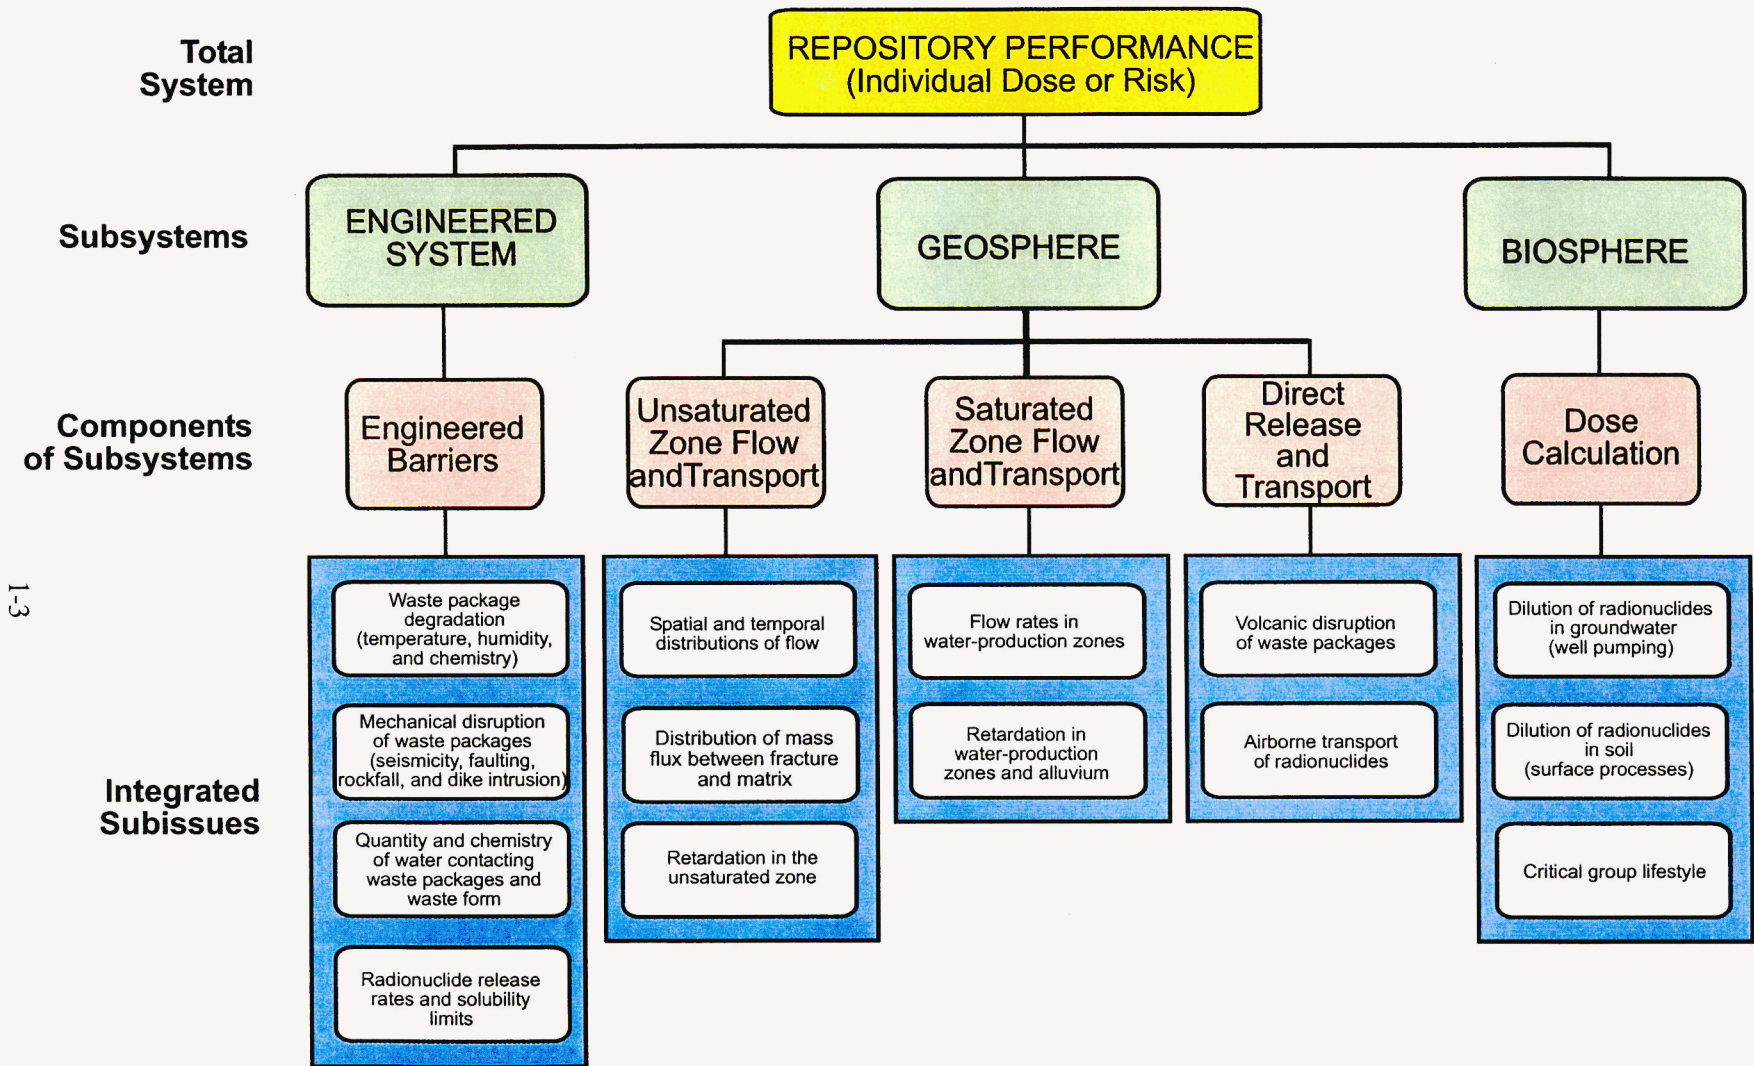 Total
System
REPOSITORY PERFORMANCE
(Individual Dose or Risk)
Subsystems
ENGINEERED
SYSTEM
GEOSPHERE
BIOSPHERE
Components
of Subsystems
Engineered
Barriers
Unsaturated
Zone Flow
andTransport
Saturated
Zone Flow
andTransport
Direct
Release
and
Transport
Dose
Calculation
1-3
Integrated
Subissues
Waste package
degradation
(temperature, humidity,
and chemistry)
Mechanical disruption
of waste packages
(seismicity, faulting,
rockfall, and dike intrusion)
Quantity and chemistry
of water contacting
waste packages and
waste form
Radionuclide release
rates and solubility
limits
Spatial and temporal
distributions of flow
Distribution of mass
flux between fracture
and matrix
Retardation in the
unsaturated zone
Flow rates in
water-production zones
Retardation in
water-production
zones and alluvium
Volcanic disruption
of waste packages
Airborne transport
of radionuclides
Dilution of radionuclides
in groundwater
(well pumping)
Dilution of radionuclides
in soil
(surface processes)
Critical group lifestyle